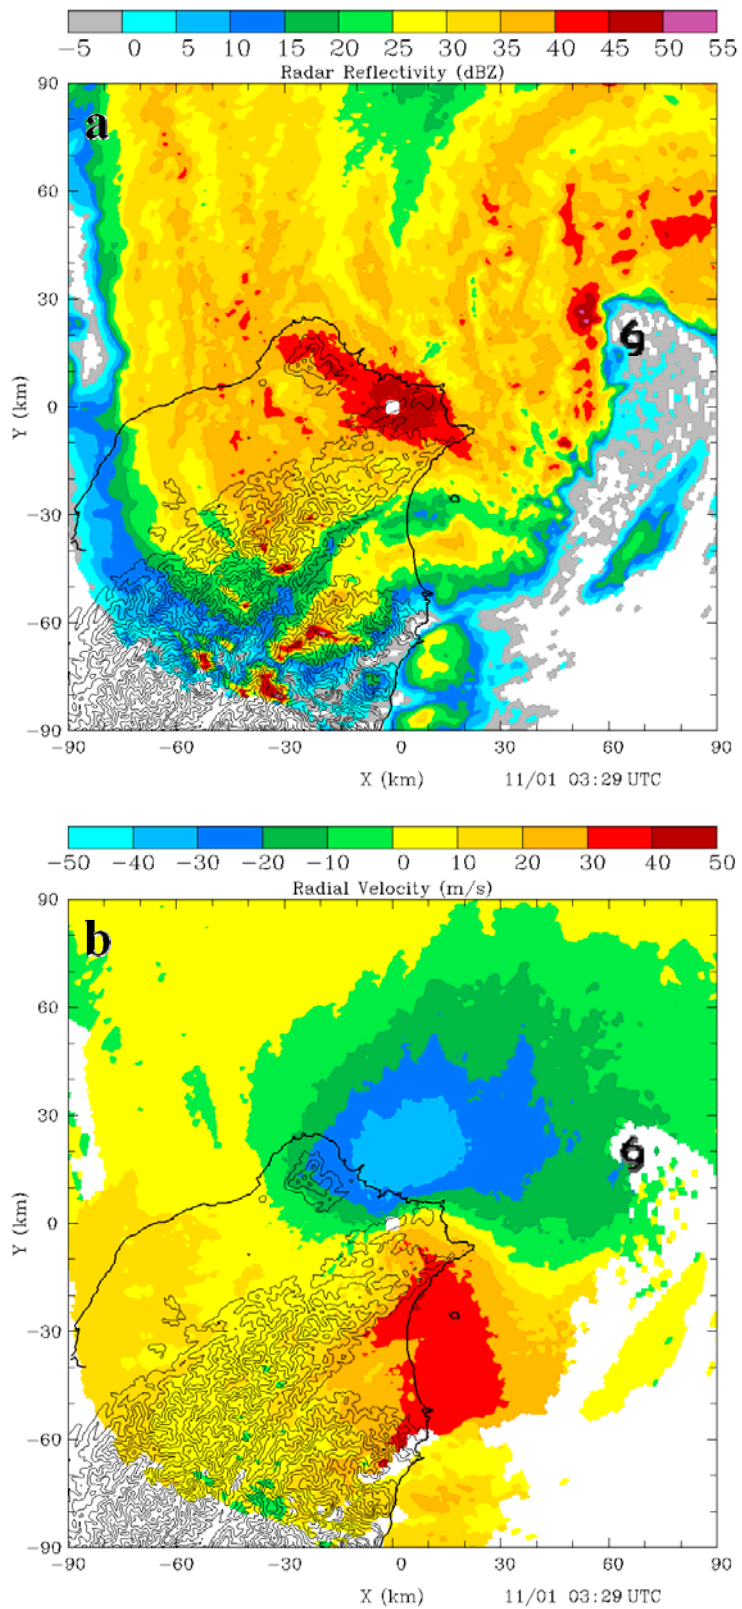 −5 0 5 10 15 20 25 30 35 40 45 50 55
Radar Reflectivity (dBZ)
90
a
60
30
Y (km)
0
−30
−60
−90
−90 −60 −30 0 30 60 90
X (km) 11/01 03:29 UTC
−50 −40 −30 −20 −10 0 10 20 30 40 50
Radial Velocity (m/s)
90
b
60
30
Y (km)
0
−30
−60
−90
−90 −60 −30 0 30 60 90
X (km) 11/01 03:29 UTC